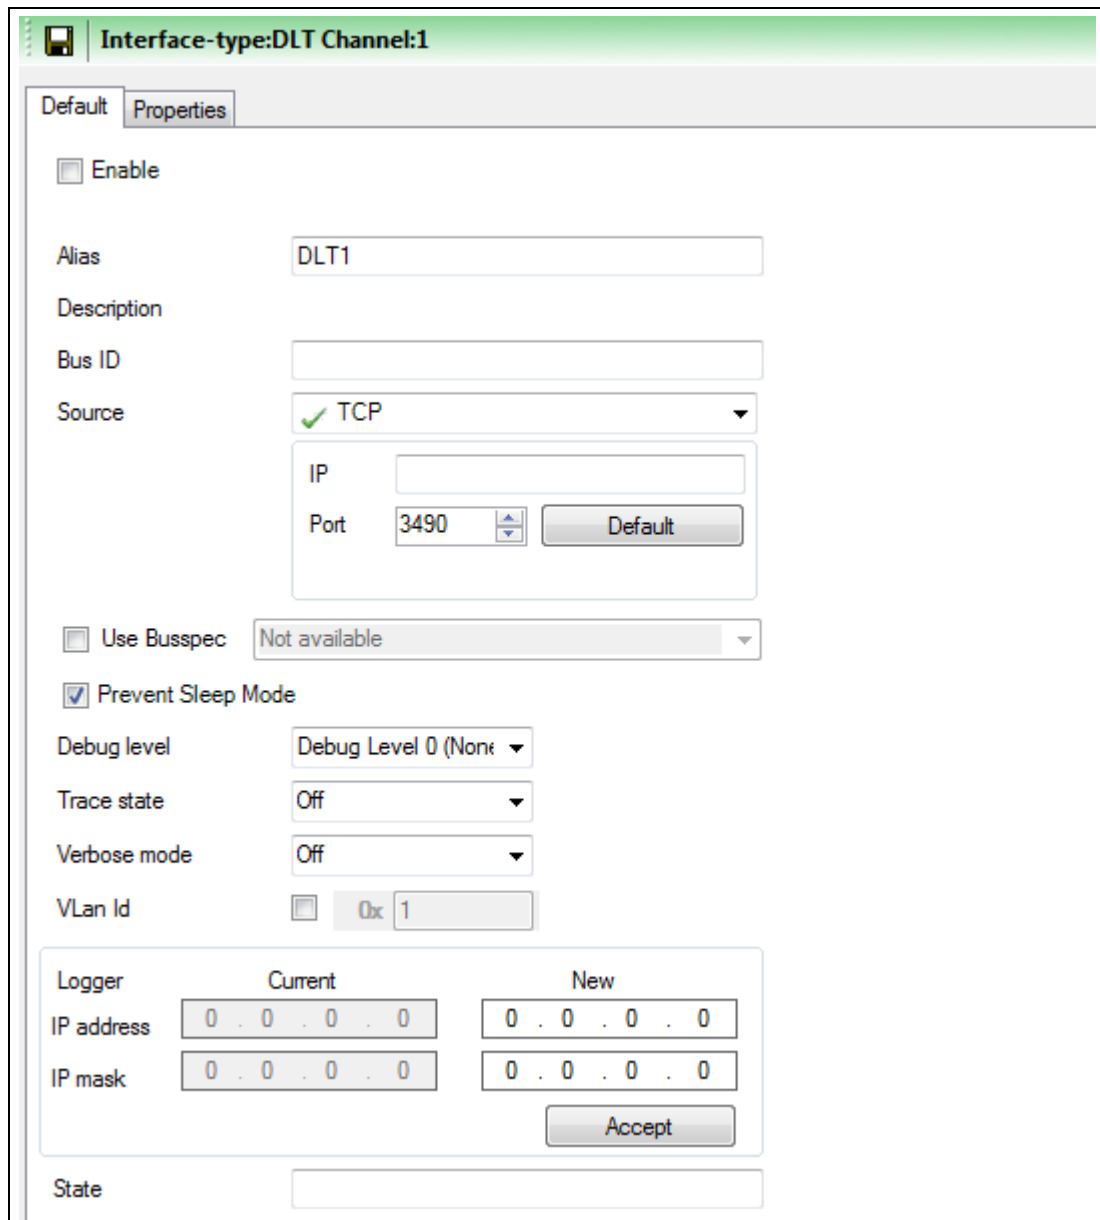 Interface-type:DLT Channel:1
Default Properties
Enable
Alias DLT1
Description
Bus ID
Source TCP
IP
Port 3490 Default
Use Busspec Not available
Prevent Sleep Mode
Debug level Debug Level 0 (None
Trace state Off
Verbose mode Off
VLan Id 0x 1
Logger Current New
IP address 0 . 0 . 0 . 0 0 . 0 . 0 . 0
IP mask 0 . 0 . 0 . 0 0 . 0 . 0 . 0
Accept
State